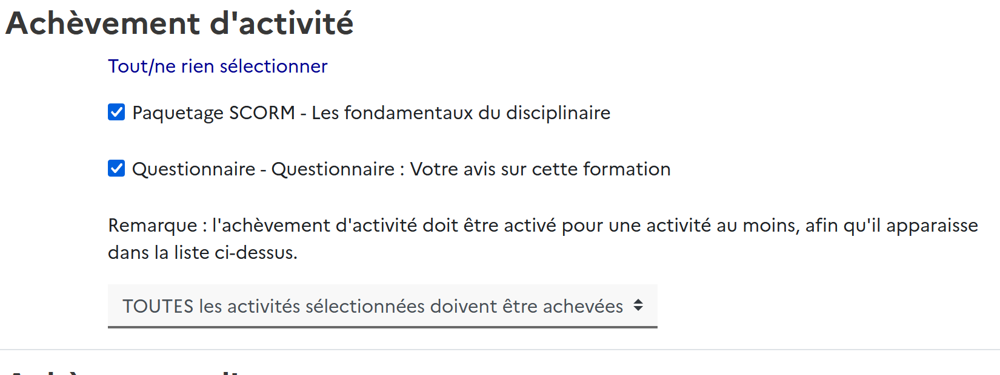 Achèvement d'activité
Tout/ne rien sélectionner
Paquetage SCORM - Les fondamentaux du disciplinaire
Questionnaire - Questionnaire : Votre avis sur cette formation
Remarque : l'achèvement d'activité doit être activé pour une activité au moins, afin qu'il apparaisse
dans la liste ci-dessus.
TOUTES les activités sélectionnées doivent être achevées